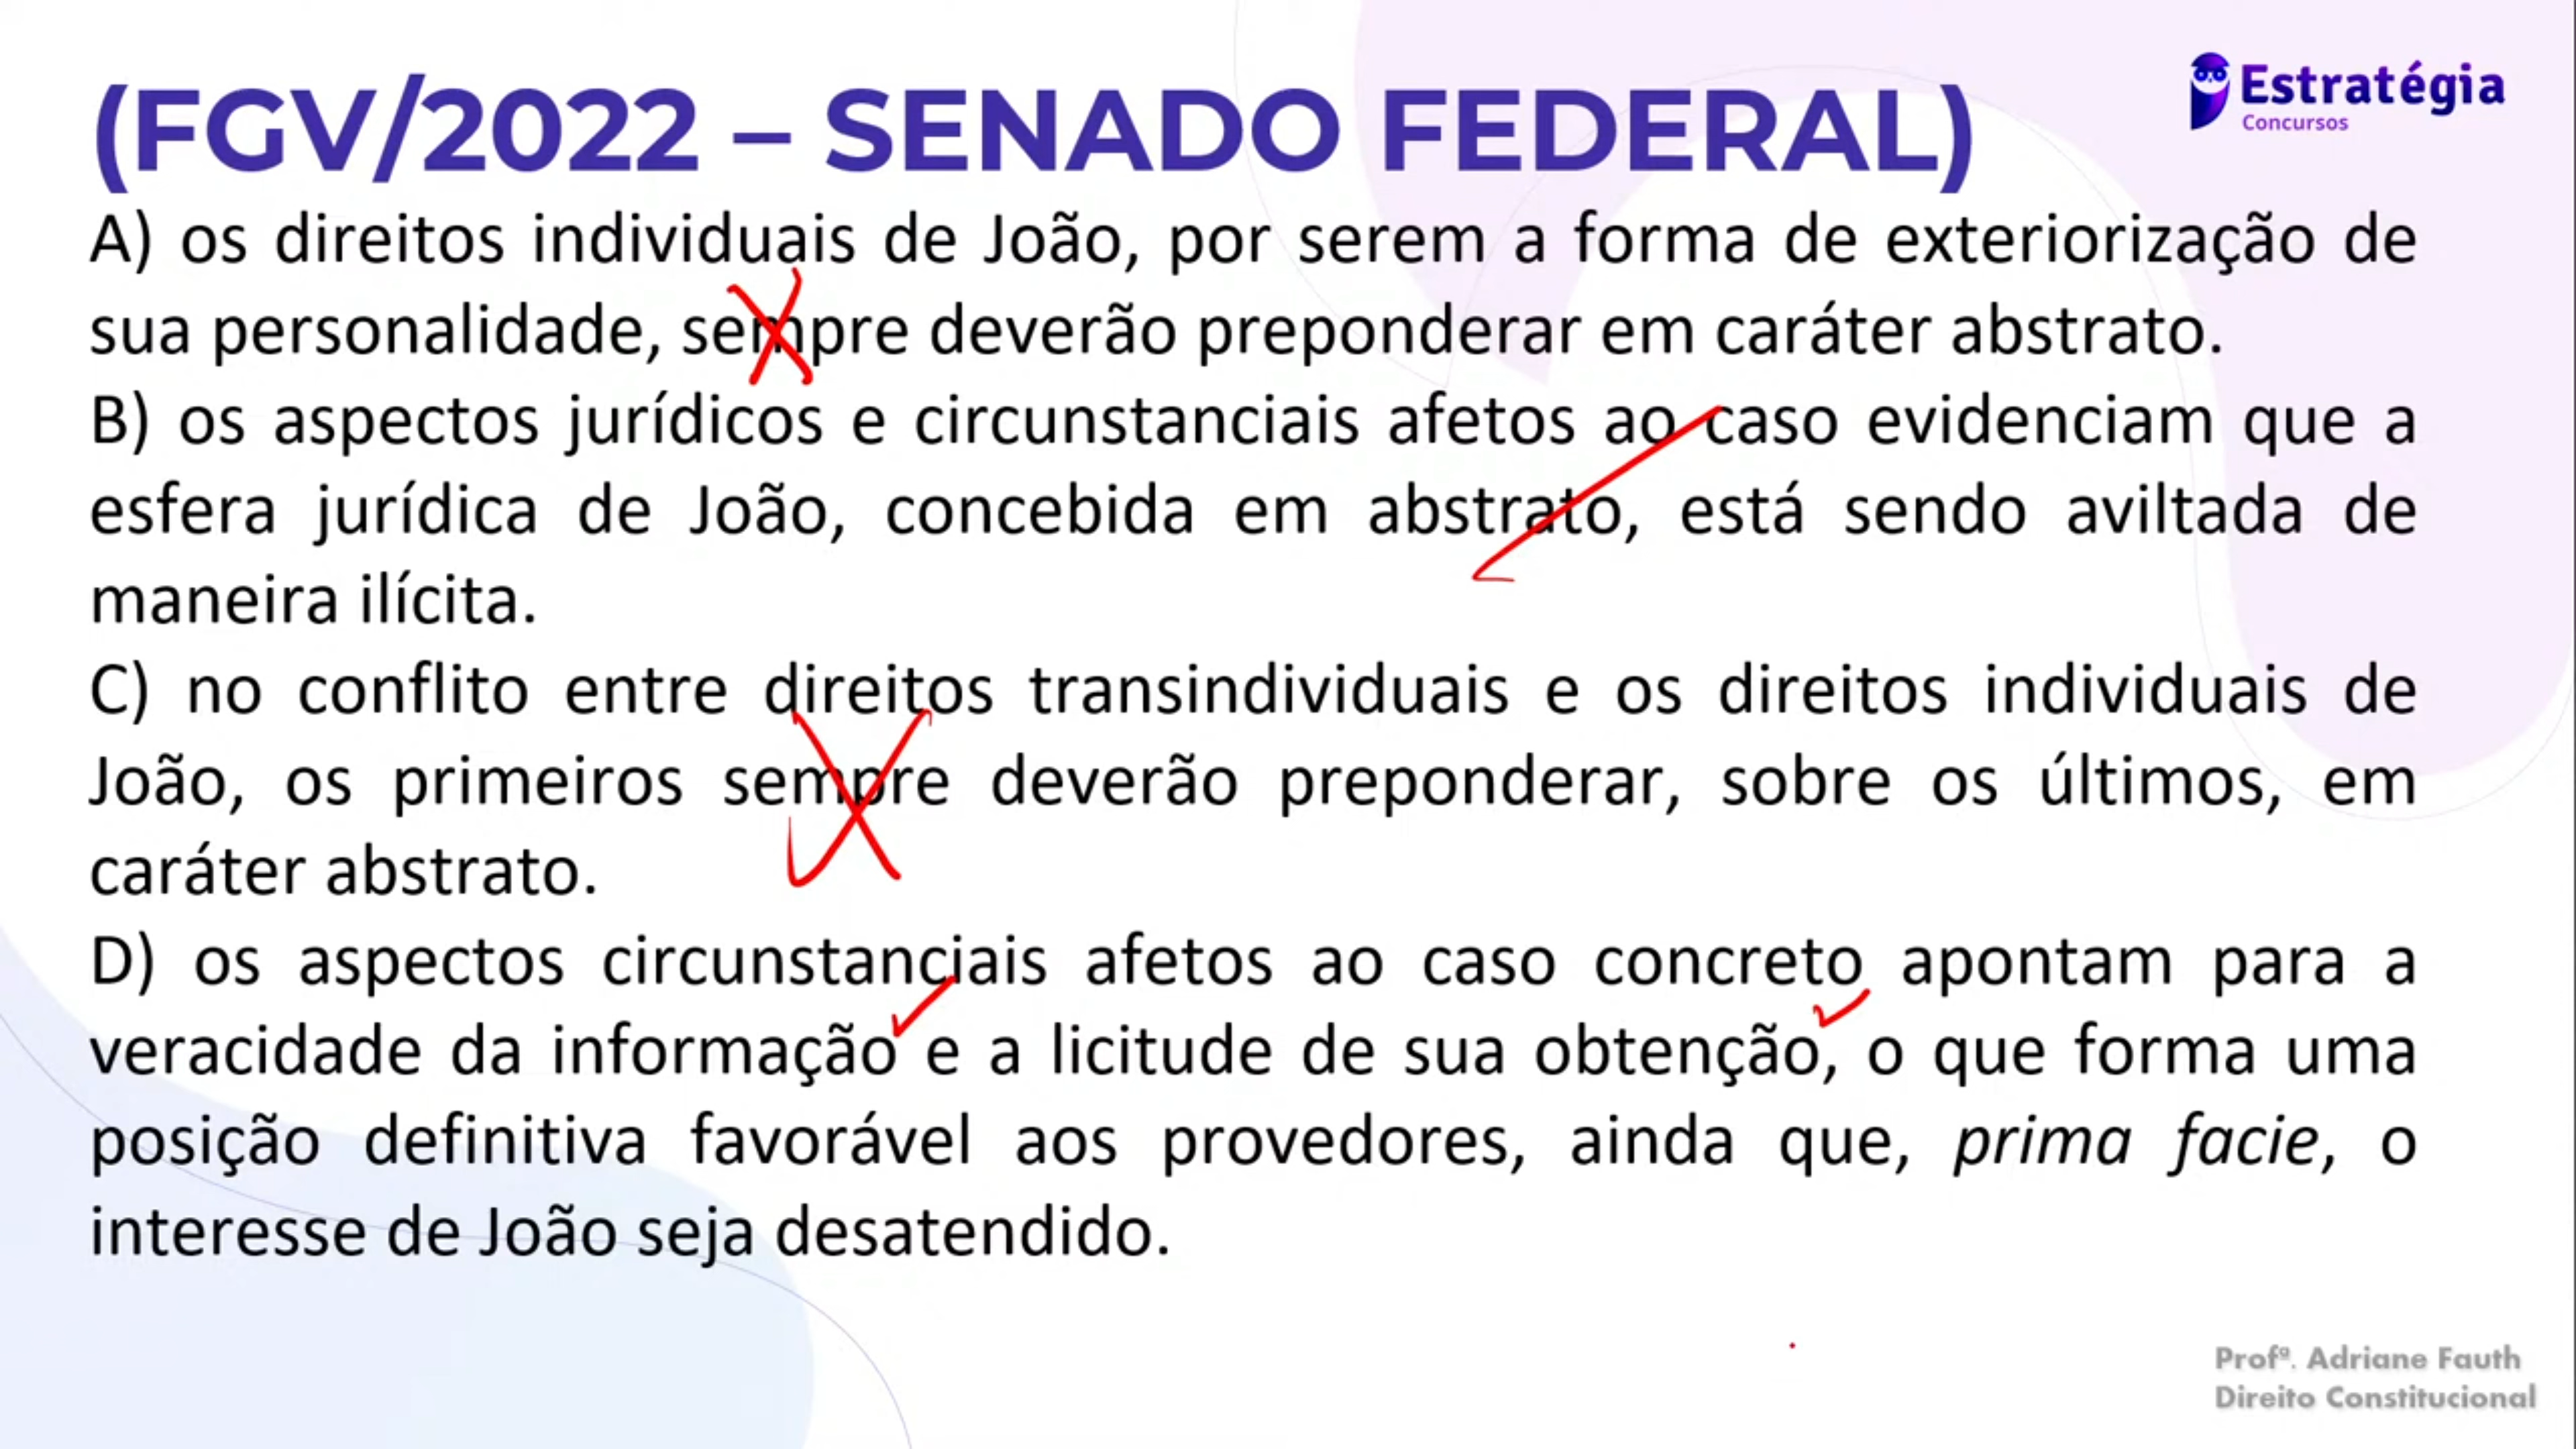 (FGV/2022 – SENADO FEDERAL)
Estratégia
Concursos
A) os direitos individuais de João, por serem a forma de exteriorização de
sua personalidade, sempre deverão preponderar em caráter abstrato.
B) os aspectos jurídicos e circunstanciais afetos ao caso evidenciam que a
esfera jurídica de João, concebida em abstrato, está sendo aviltada de
maneira ilícita.
C) no conflito entre direitos transindividuais e os direitos individuais de
João, os primeiros sempre deverão preponderar, sobre os últimos, em
caráter abstrato.
D) os aspectos circunstanciais afetos ao caso concreto apontam para a
veracidade da informação e a licitude de sua obtenção, o que forma uma
posição definitiva favorável aos provedores, ainda que, prima facie, o
interesse de João seja desatendido.
Profª. Adriane Fauth
Direito Constitucional